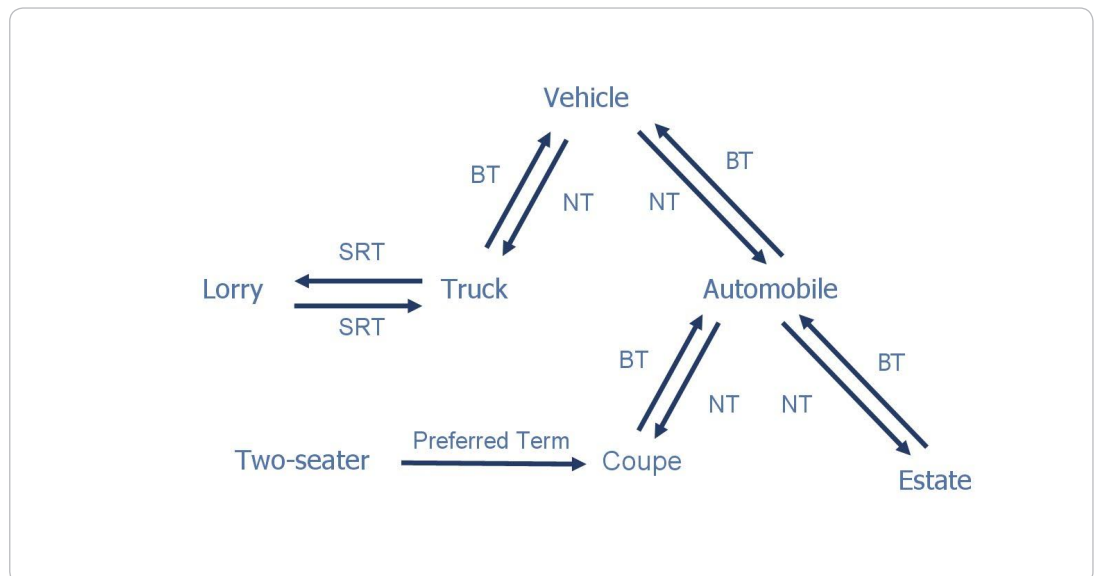 Vehicle
BT
BT
NT
NT
SRT
Lorry
Truck
Automobile
SRT
BT
BT
NT
NT
Preferred Term
Two-seater
Coupe
Estate